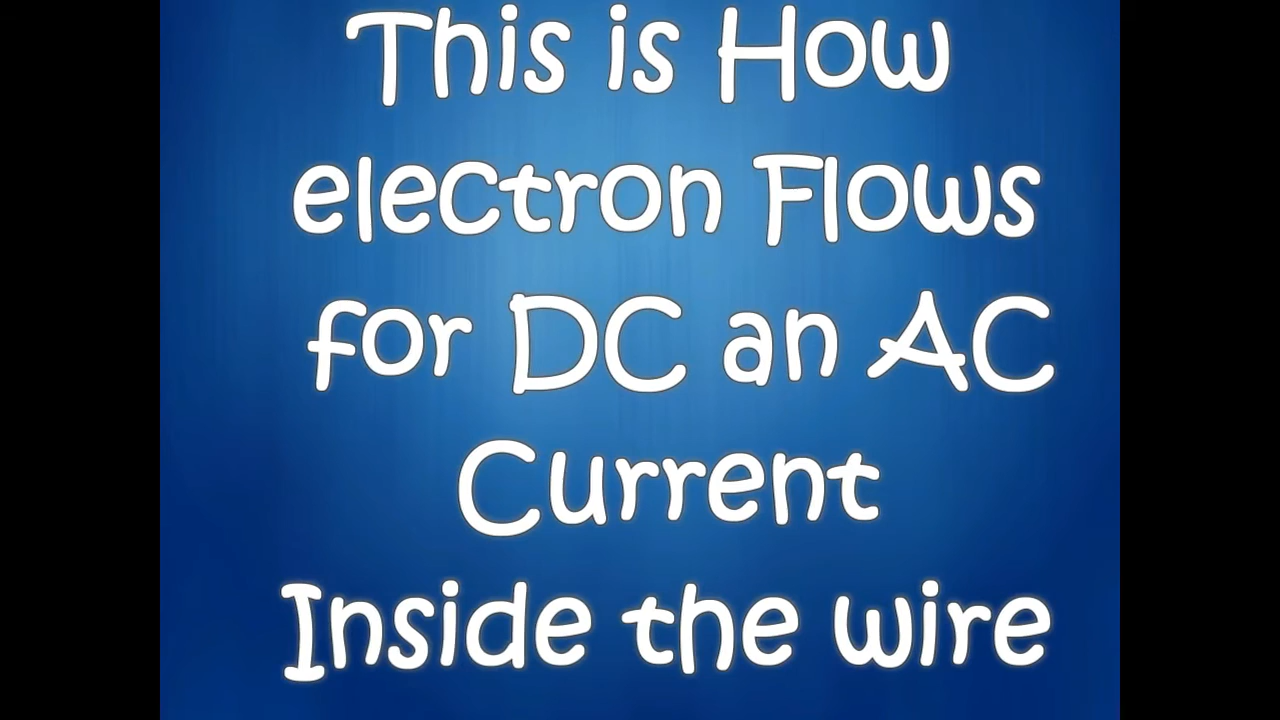 This is How
electron Flows
for DC an AC
Current
Inside the wire